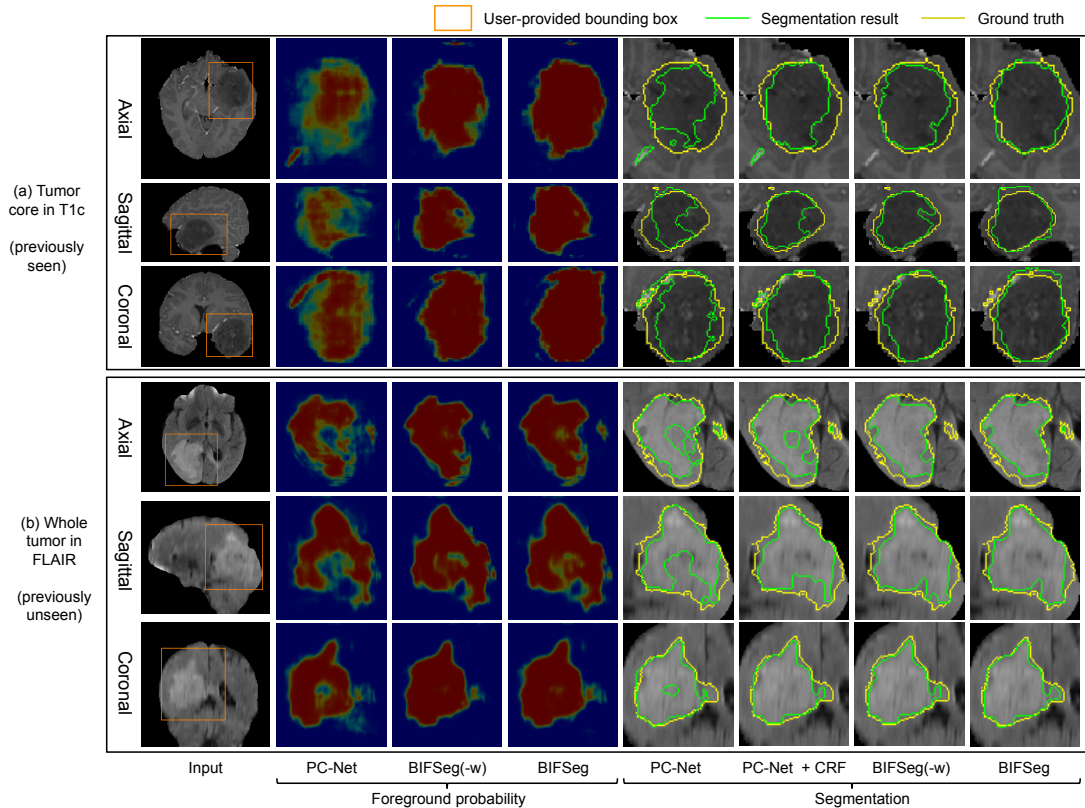 User-provided bounding box Segmentation result Ground truth
Axial
(a) Tumor
core in T1c
(previously
seen)
Sagittal
Coronal
Axial
(b) Whole
tumor in
FLAIR
(previously
unseen)
Sagittal
Coronal
Input PC-Net BIFSeg(-w) BIFSeg PC-Net PC-Net + CRF BIFSeg(-w) BIFSeg
Foreground probability Segmentation